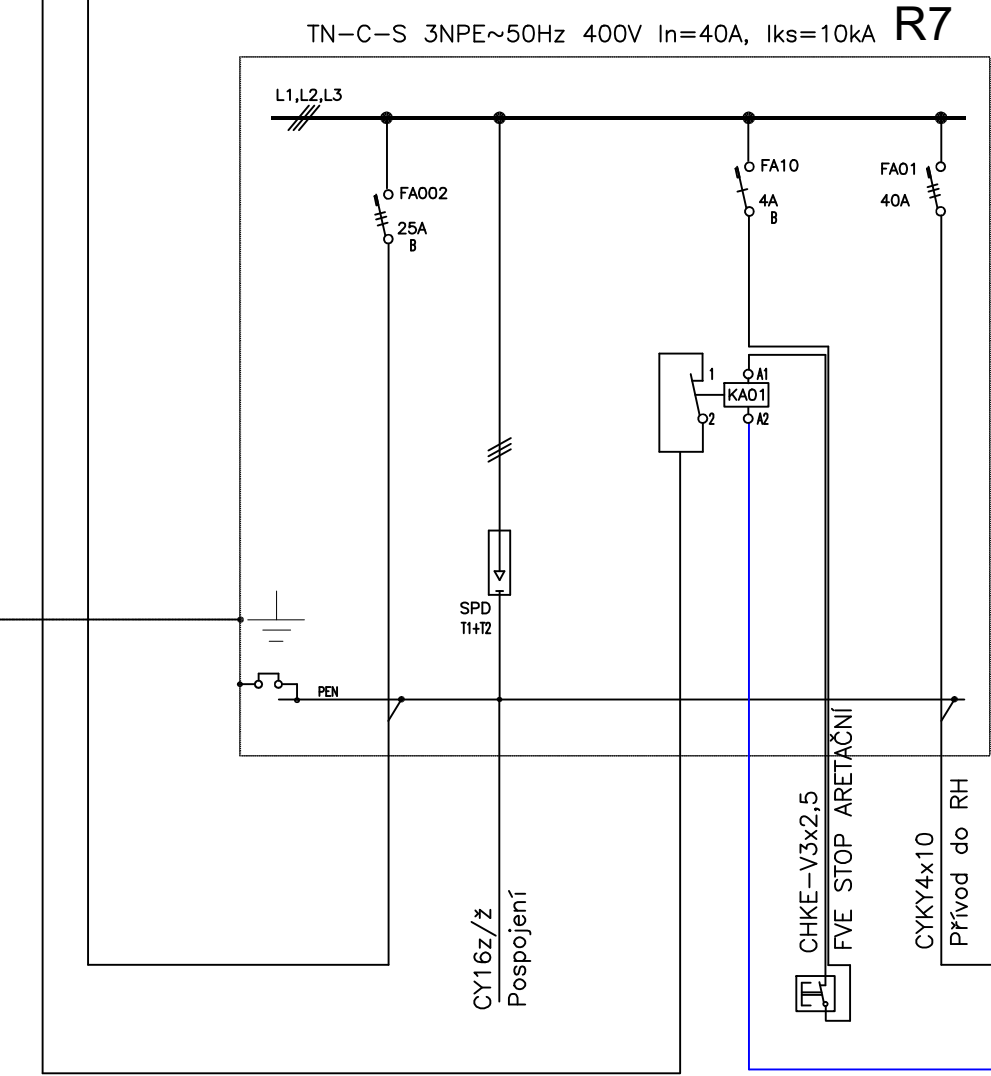 TN-C-S 3NPE~50Hz 400V In=40A, Iks=10kA
R7
L1,L2,L3
FA002
25A
B
FA10
4A
B
FA01
40A
1
2
A1
KA01
A2
SPD
T1+T2
PEN
CY16z/ž
Pospojení
CHKE-V3x2,5
FVE STOP ARETAČNÍ
CYKY4x10
Přívod do RH